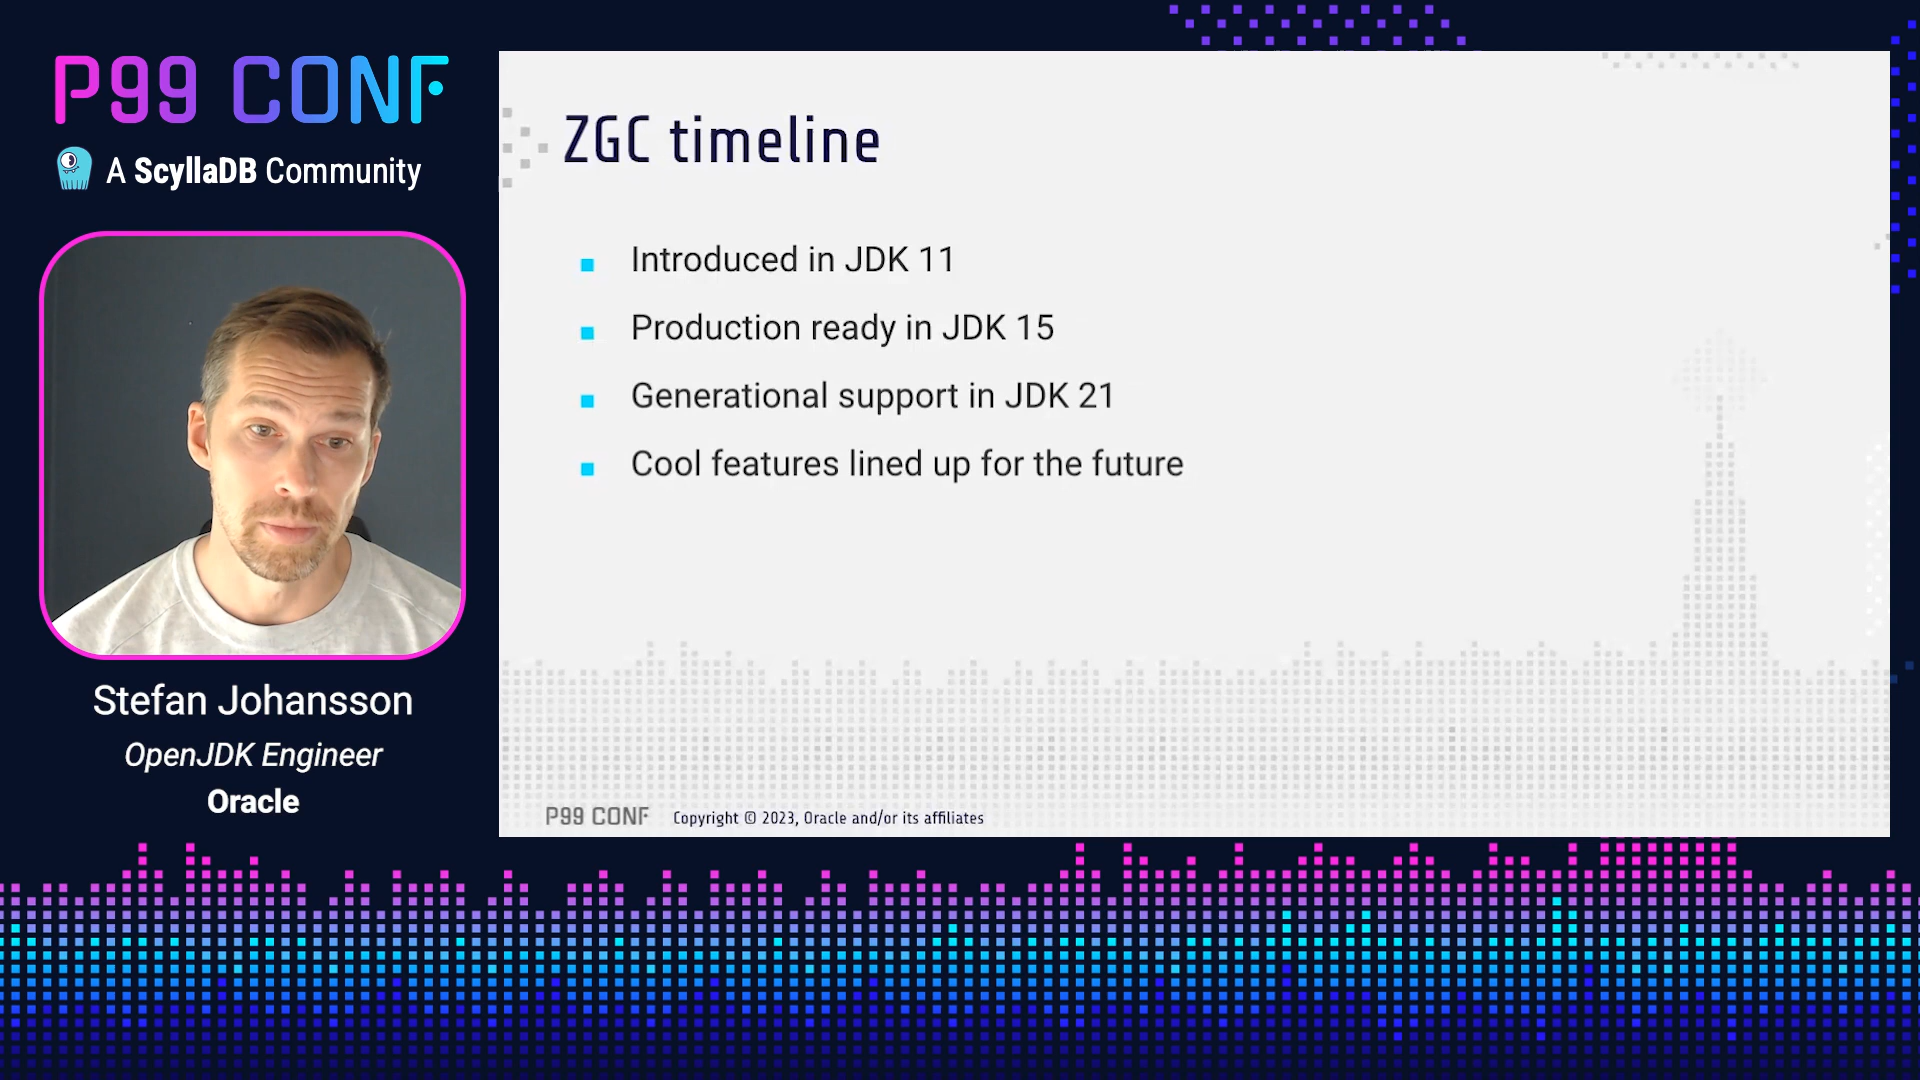 P99 CONF
A ScyllaDB Community
Stefan Johansson
OpenJDK Engineer
Oracle
ZGC timeline
Introduced in JDK 11
Production ready in JDK 15
Generational support in JDK 21
Cool features lined up for the future
P99 CONF
Copyright © 2023, Oracle and/or its affiliates